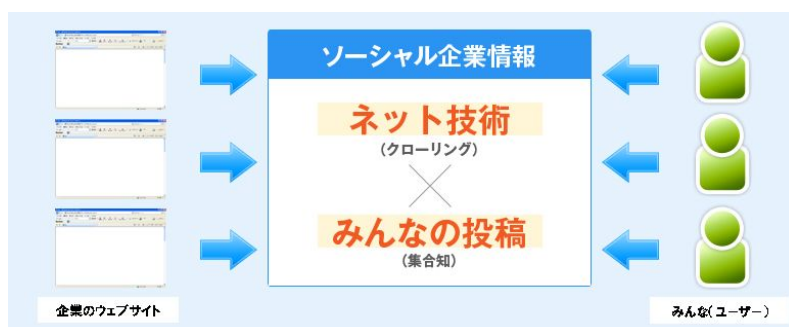 ソーシャル企業情報
ネット技術
(クローリング)
×
みんなの投稿
(集合知)
企業のウェブサイト
みんな(ユーザー)